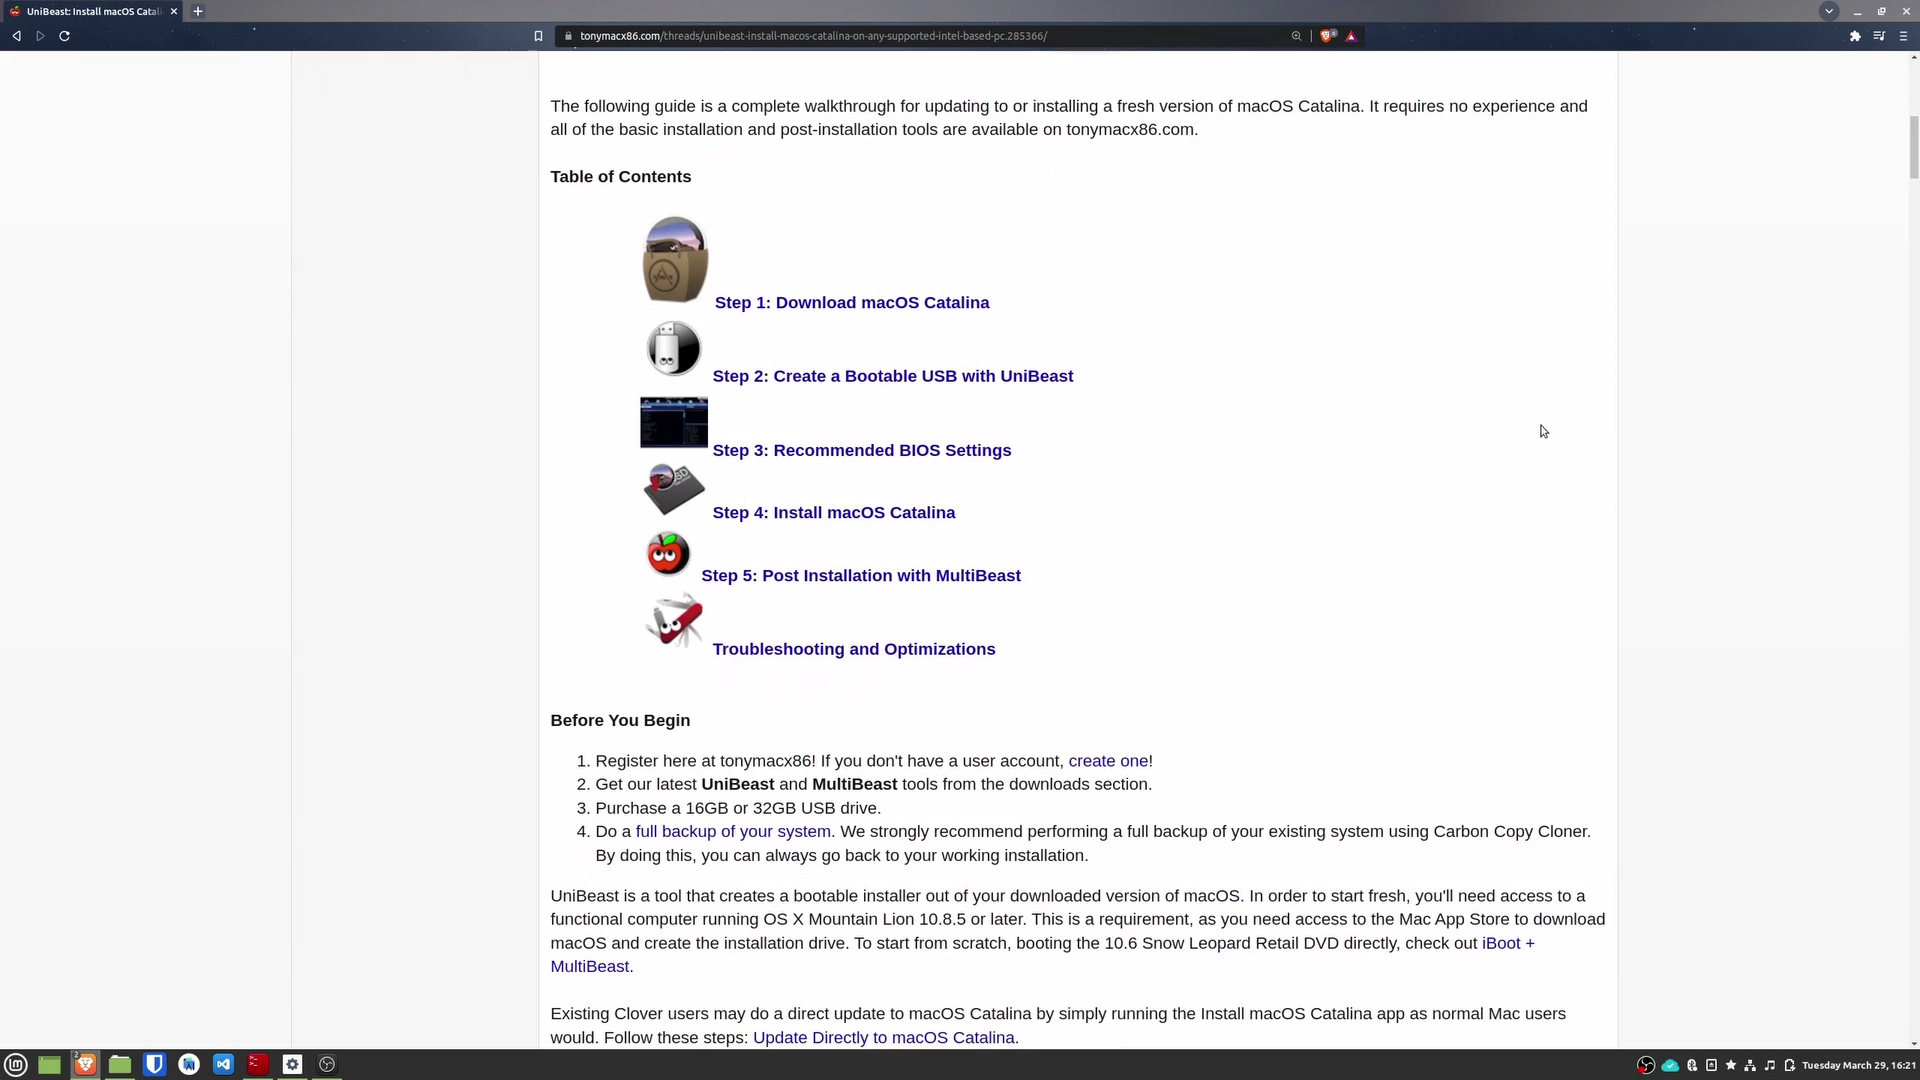 UniBeast: Install macOS Catal
tonymacx86.com/threads/unibeast-install-macos-catalina-on-any-supported-intel-based-pc.285366/
The following guide is a complete walkthrough for updating to or installing a fresh version of macOS Catalina. It requires no experience and
all of the basic installation and post-installation tools are available on tonymacx86.com.
Table of Contents
Step 1: Download macOS Catalina
Step 2: Create a Bootable USB with UniBeast
Step 3: Recommended BIOS Settings
Step 4: Install macOS Catalina
Step 5: Post Installation with MultiBeast
Troubleshooting and Optimizations
Before You Begin
1. Register here at tonymacx86! If you don't have a user account, create one!
2. Get our latest UniBeast and MultiBeast tools from the downloads section.
3. Purchase a 16GB or 32GB USB drive.
4. Do a full backup of your system. We strongly recommend performing a full backup of your existing system using Carbon Copy Cloner.
By doing this, you can always go back to your working installation.
UniBeast is a tool that creates a bootable installer out of your downloaded version of macOS. In order to start fresh, you'll need access to a
functional computer running OS X Mountain Lion 10.8.5 or later. This is a requirement, as you need access to the Mac App Store to download
macOS and create the installation drive. To start from scratch, booting the 10.6 Snow Leopard Retail DVD directly, check out iBoot +
MultiBeast.
Existing Clover users may do a direct update to macOS Catalina by simply running the Install macOS Catalina app as normal Mac users
would. Follow these steps: Update Directly to macOS Catalina.
Tuesday March 29, 16:21